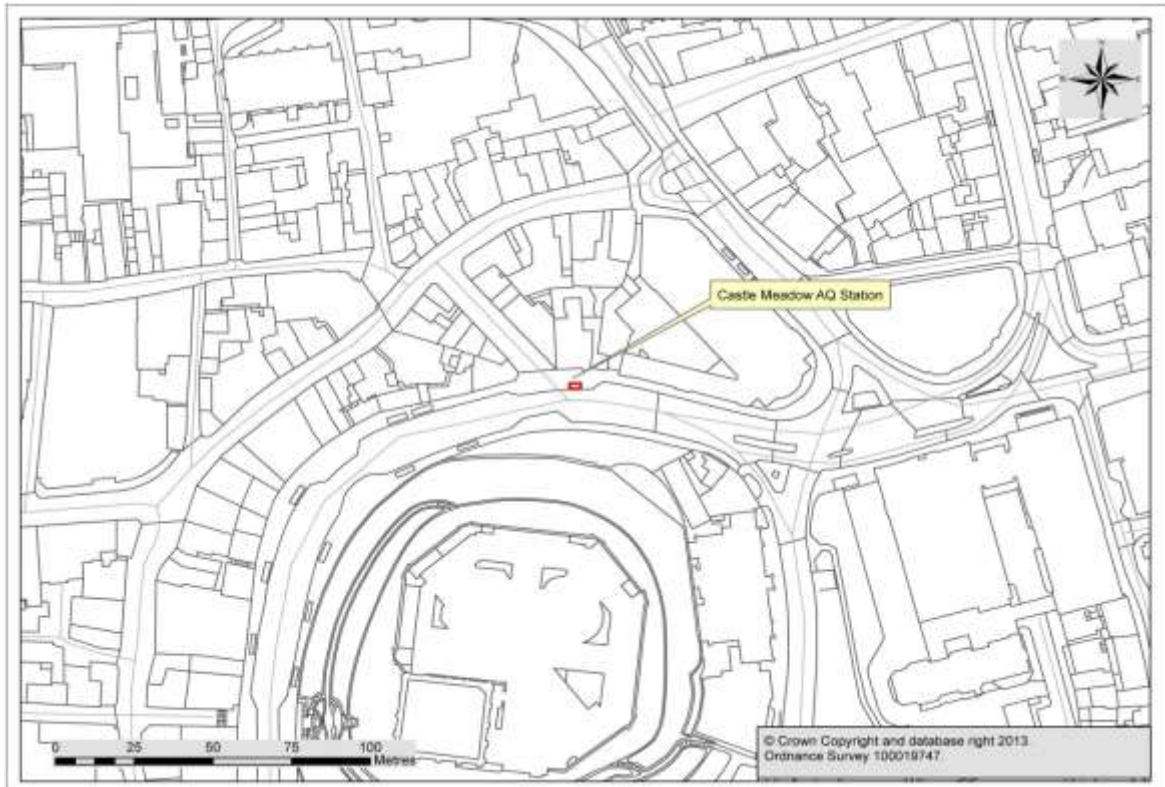 Castle Meadow AQ Station
0 25 50 75 100
Metres
© Crown Copyright and database right 2013.
Ordnance Survey 100019747.